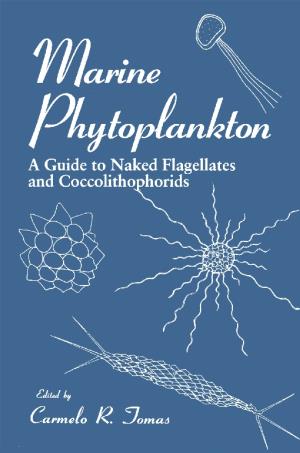 Marine
Phytoplankton
A Guide to Naked Flagellates
and Coccolithophorids
Edited by
Carmelo R. Tomas